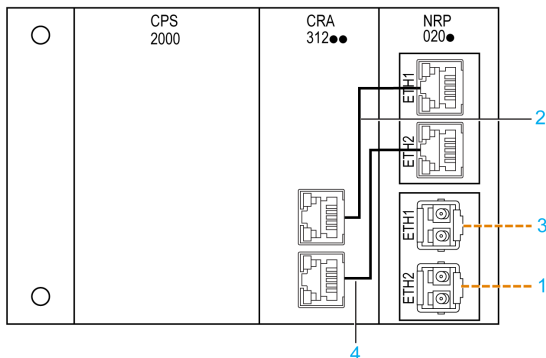 CPS
2000
CRA
312●●
NRP
020●
ETH1
ETH2
2
ETH1
3
ETH2
1
4